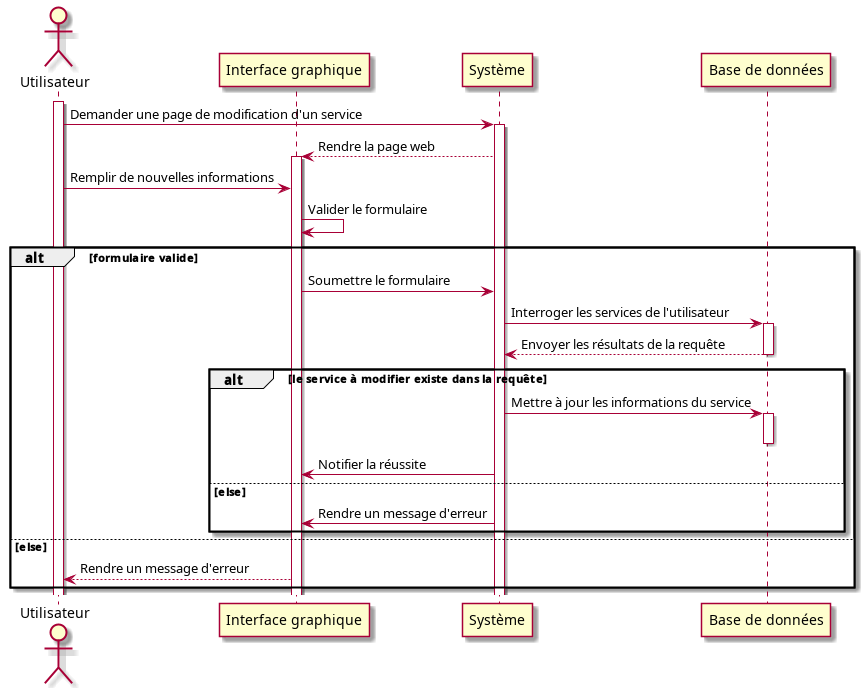 Utilisateur
Interface graphique
Système
Base de données
Demander une page de modification d'un service
Rendre la page web
Remplir de nouvelles informations
Valider le formulaire
alt [formulaire valide]
Soumettre le formulaire
Interroger les services de l'utilisateur
Envoyer les résultats de la requête
alt [le service à modifier existe dans la requête]
Mettre à jour les informations du service
Notifier la réussite
[else]
Rendre un message d'erreur
[else]
Rendre un message d'erreur
Utilisateur
Interface graphique
Système
Base de données